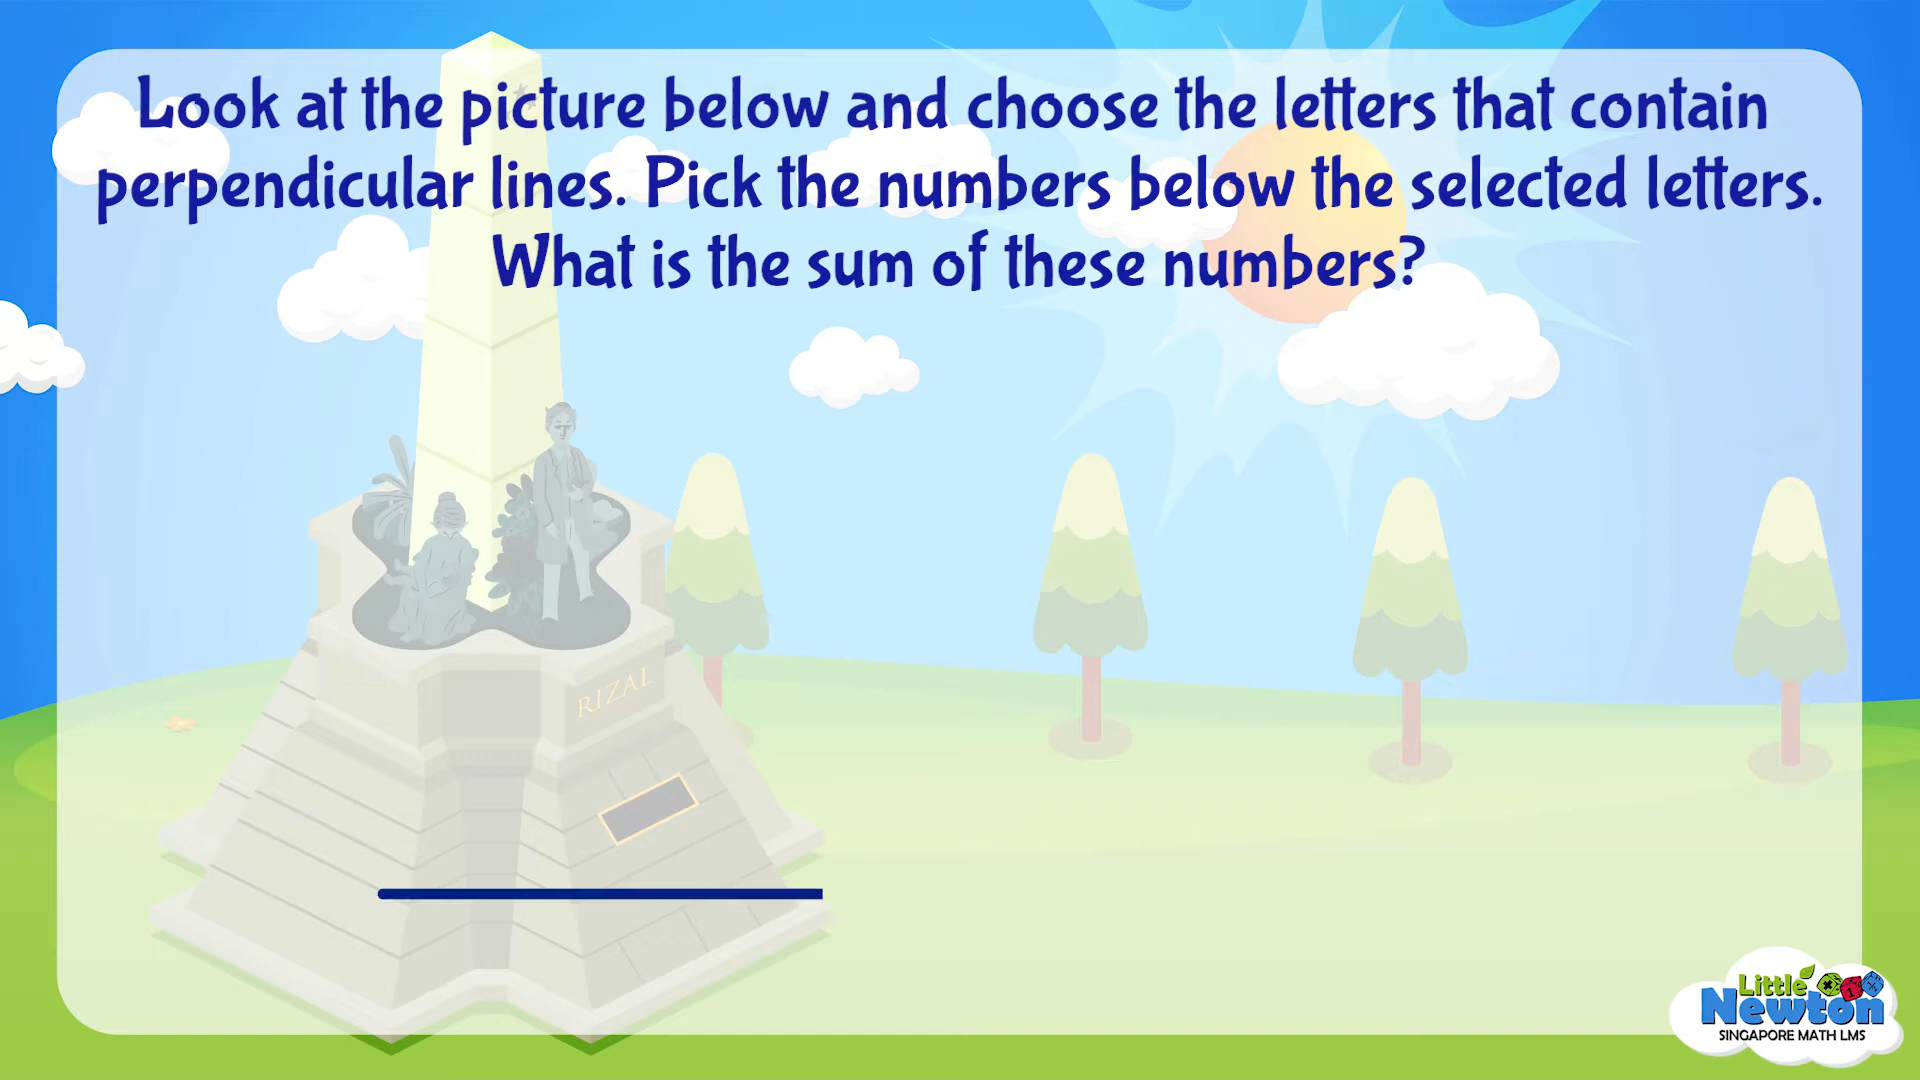 Look at the picture below and choose the letters that contain
perpendicular lines. Pick the numbers below the selected letters.
What is the sum of these numbers?
RIZAL
Little
Newton
SINGAPORE MATH LMS